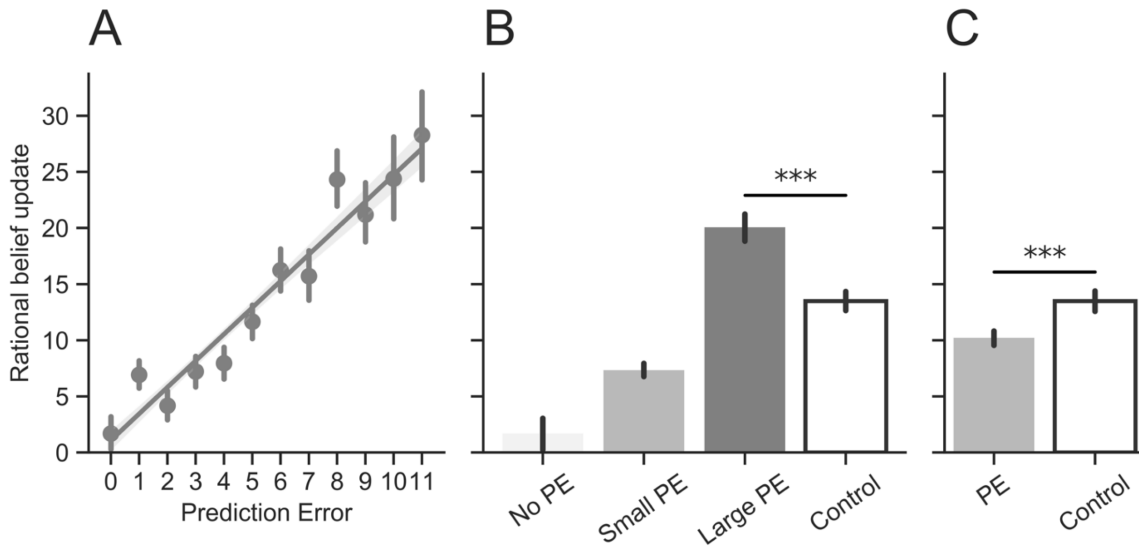 A
B
C
Rational belief update
30
25
20
15
10
5
0
0 1 2 3 4 5 6 7 8 9 10 11
Prediction Error
***
No PE
Small PE
Large PE
Control
***
PE
Control